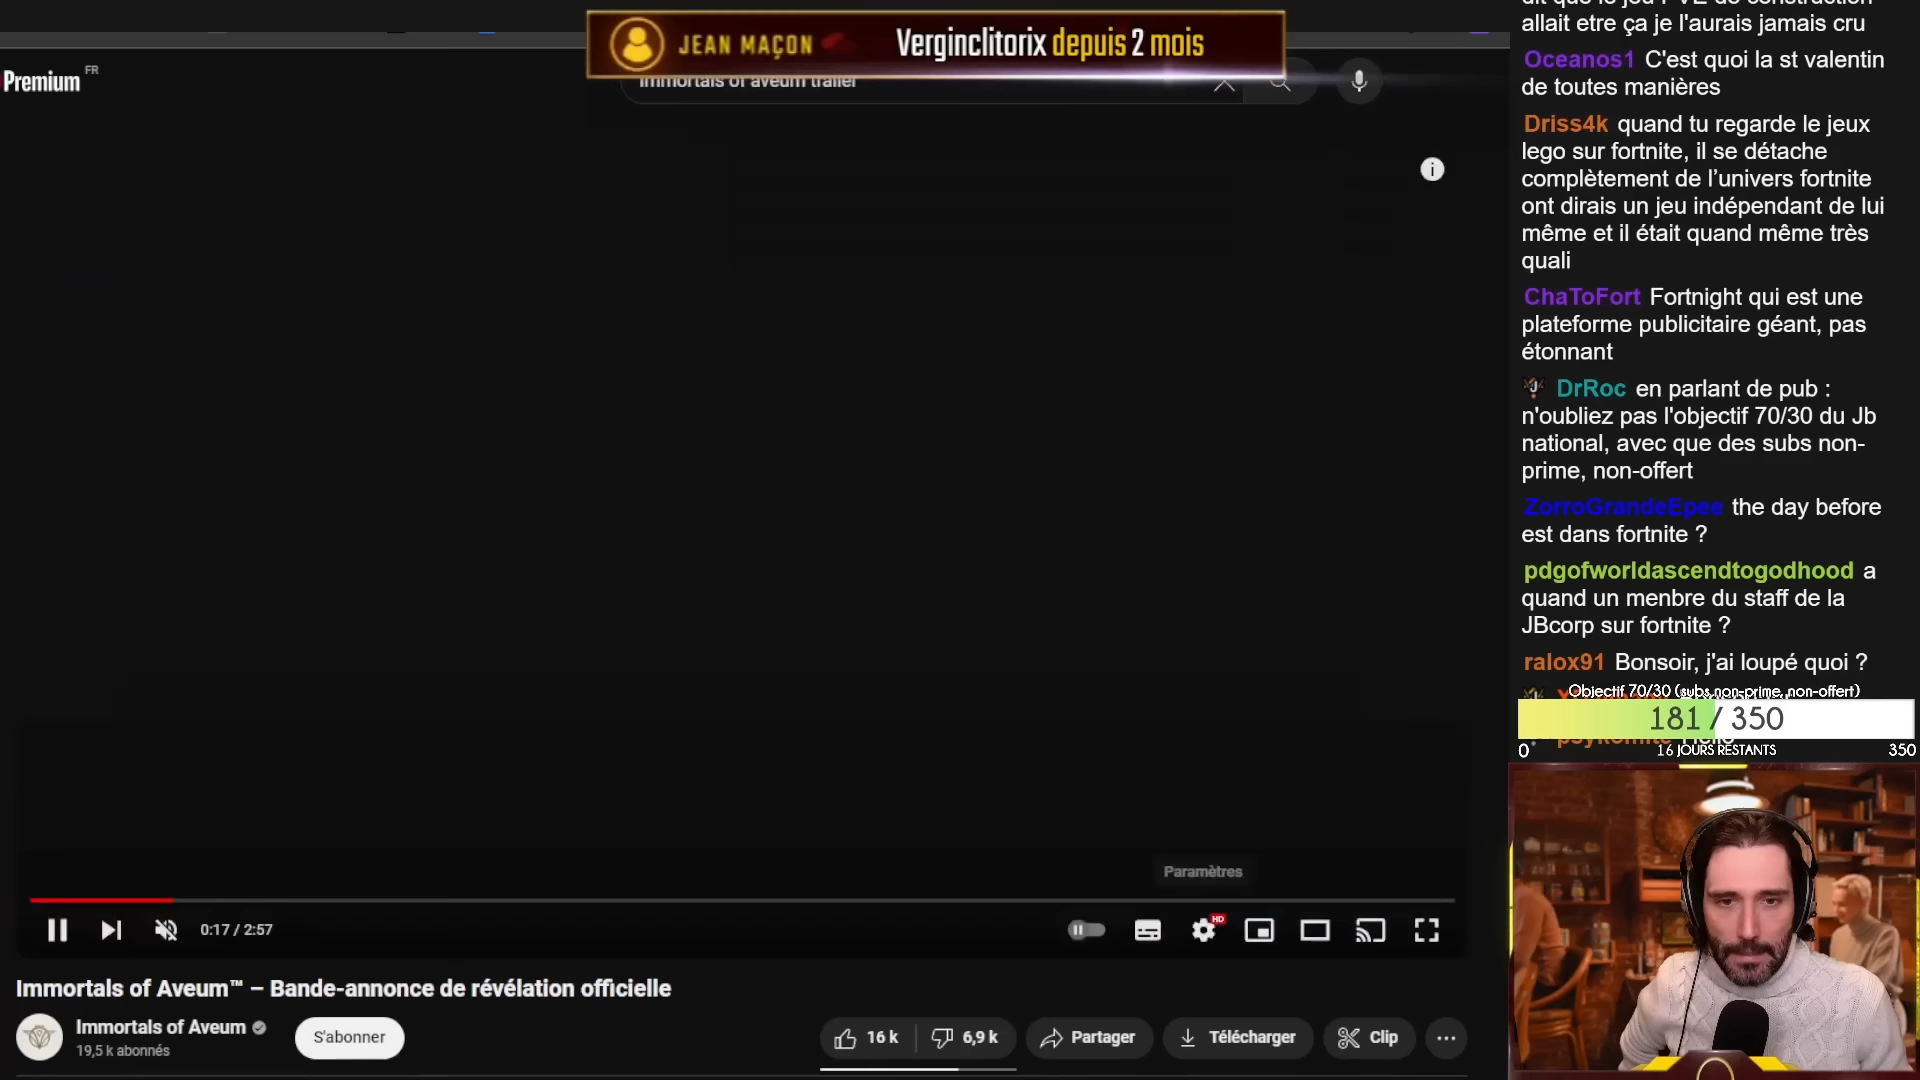 JEAN MAÇON
Verginclitorix depuis 2 mois
Premium FR
immortals of aveum trailer
Paramètres
0:17 / 2:57
HD
Immortals of Aveum™ – Bande-annonce de révélation officielle
Immortals of Aveum
19,5 k abonnés
S'abonner
16 k
6,9 k
Partager
Télécharger
Clip
allait etre ça je l'aurais jamais cru
Oceanos1 C'est quoi la st valentin
de toutes manières
Driss4k quand tu regarde le jeux
lego sur fortnite, il se détache
complètement de l’univers fortnite
ont dirais un jeu indépendant de lui
même et il était quand même très
quali
ChaToFort Fortnight qui est une
plateforme publicitaire géant, pas
étonnant
DrRoc en parlant de pub :
n'oubliez pas l'objectif 70/30 du Jb
national, avec que des subs non-
prime, non-offert
ZorroGrandeEpee the day before
est dans fortnite ?
pdgofworldascendtogodhood a
quand un menbre du staff de la
JBcorp sur fortnite ?
ralox91 Bonsoir, j'ai loupé quoi ?
Objectif 70/30 (subs non-prime, non-offert)
181 / 350
0
16 JOURS RESTANTS
350